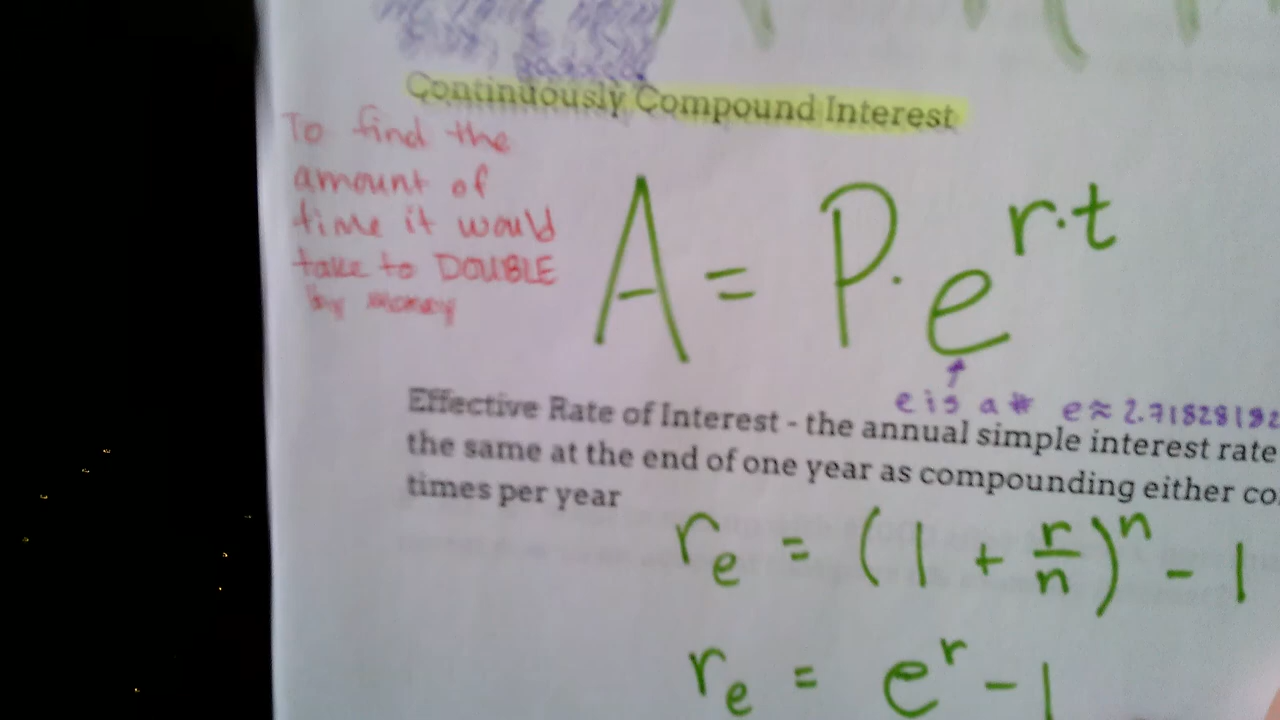 Continuously Compound Interest
To find the
amount of
time it would
take to DOUBLE
by money
A = P · e^{r·t}
e is a # e ≈ 2.718281
Effective Rate of Interest - the annual simple interest rate
the same at the end of one year as compounding either
times per year
r_e = (1 + r/n)^n - 1
r_e = e^r - 1